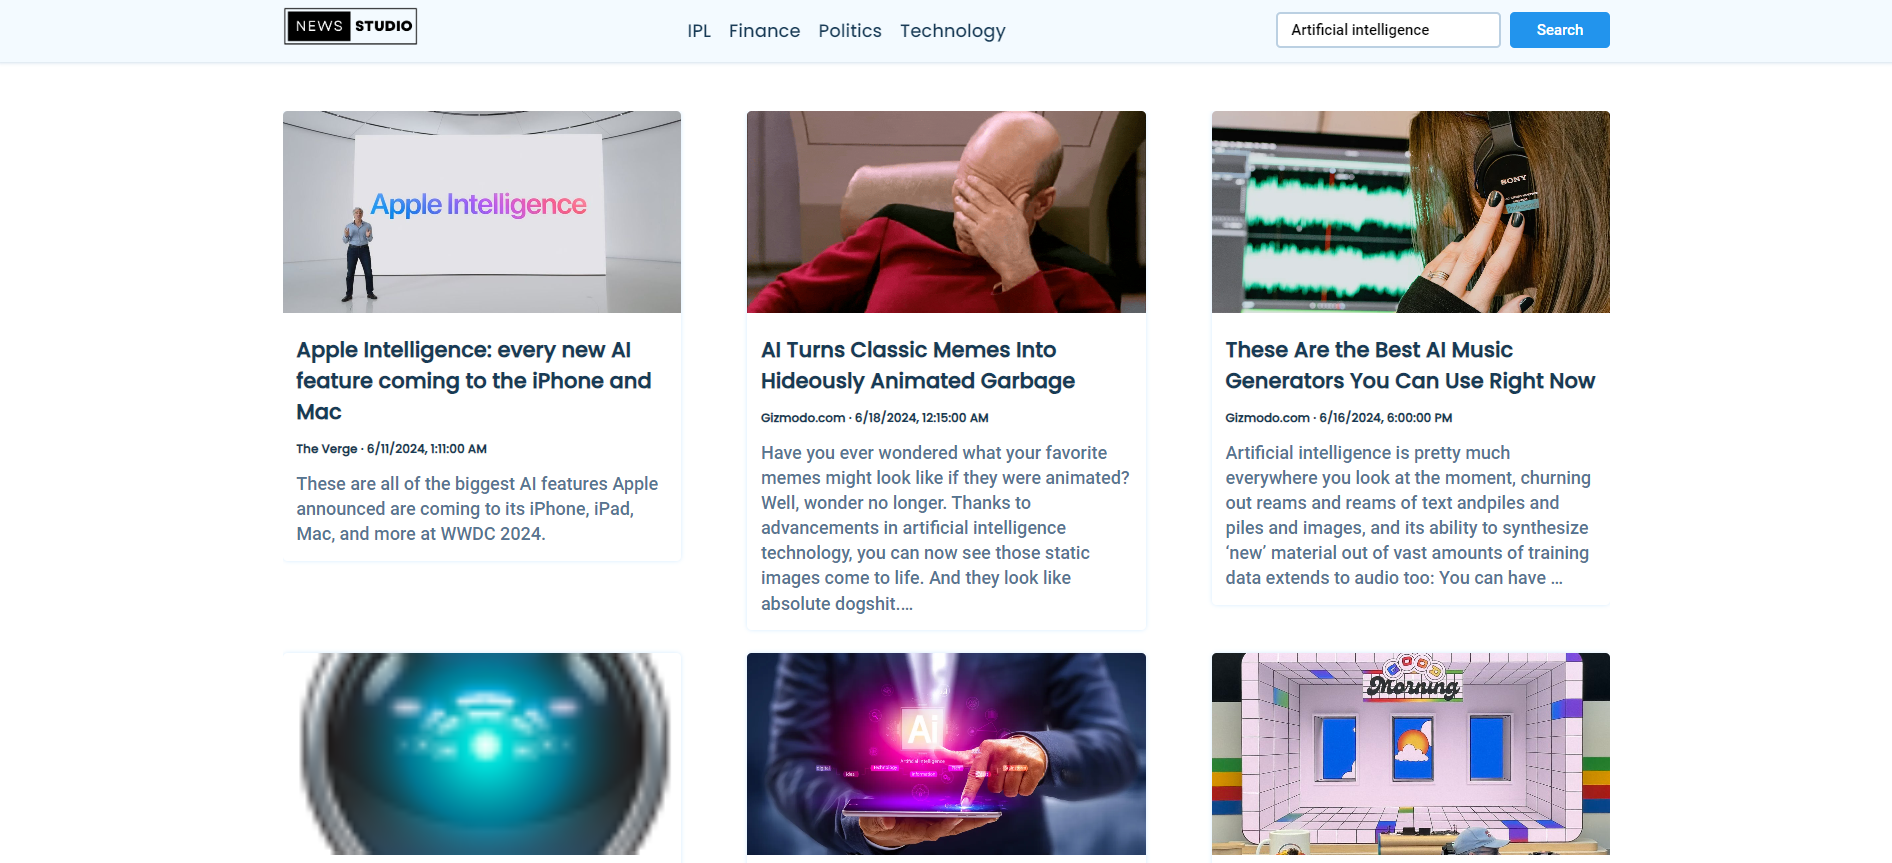 NEWS STUDIO
IPL Finance Politics Technology
Artificial intelligence
Search
Apple Intelligence
SONY
Apple Intelligence: every new AI
feature coming to the iPhone and
Mac
The Verge · 6/11/2024, 1:11:00 AM
These are all of the biggest AI features Apple
announced are coming to its iPhone, iPad,
Mac, and more at WWDC 2024.
AI Turns Classic Memes Into
Hideously Animated Garbage
Gizmodo.com · 6/18/2024, 12:15:00 AM
Have you ever wondered what your favorite
memes might look like if they were animated?
Well, wonder no longer. Thanks to
advancements in artificial intelligence
technology, you can now see those static
images come to life. And they look like
absolute dogshit.…
These Are the Best AI Music
Generators You Can Use Right Now
Gizmodo.com · 6/16/2024, 6:00:00 PM
Artificial intelligence is pretty much
everywhere you look at the moment, churning
out reams and reams of text andpiles and
piles and images, and its ability to synthesize
‘new’ material out of vast amounts of training
data extends to audio too: You can have …
Ai
Artificial Intelligence
technology
information
GOOD
Morning